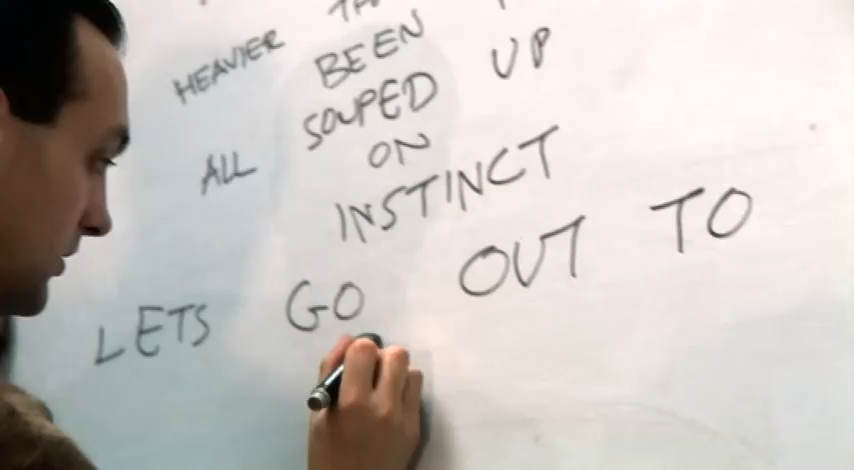 HEAVIER
BEEN
SOUPED UP
ALL ON
INSTINCT
LETS GO OUT TO